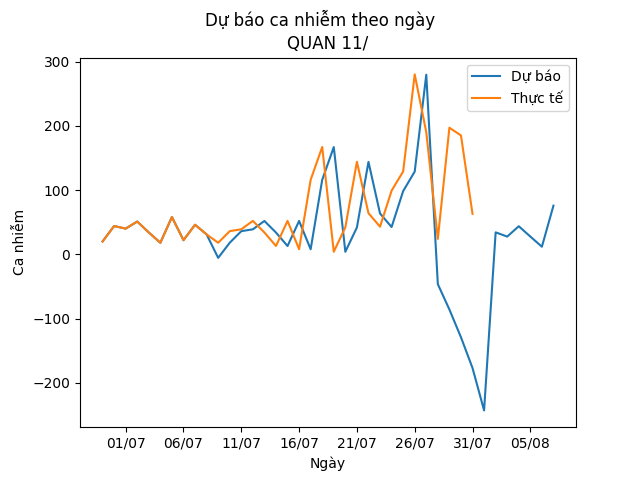 Dự báo ca nhiễm theo ngày
QUAN 11/
Dự báo
Thực tế
Ca nhiễm
300
200
100
0
−100
−200
01/07 06/07 11/07 16/07 21/07 26/07 31/07 05/08
Ngày